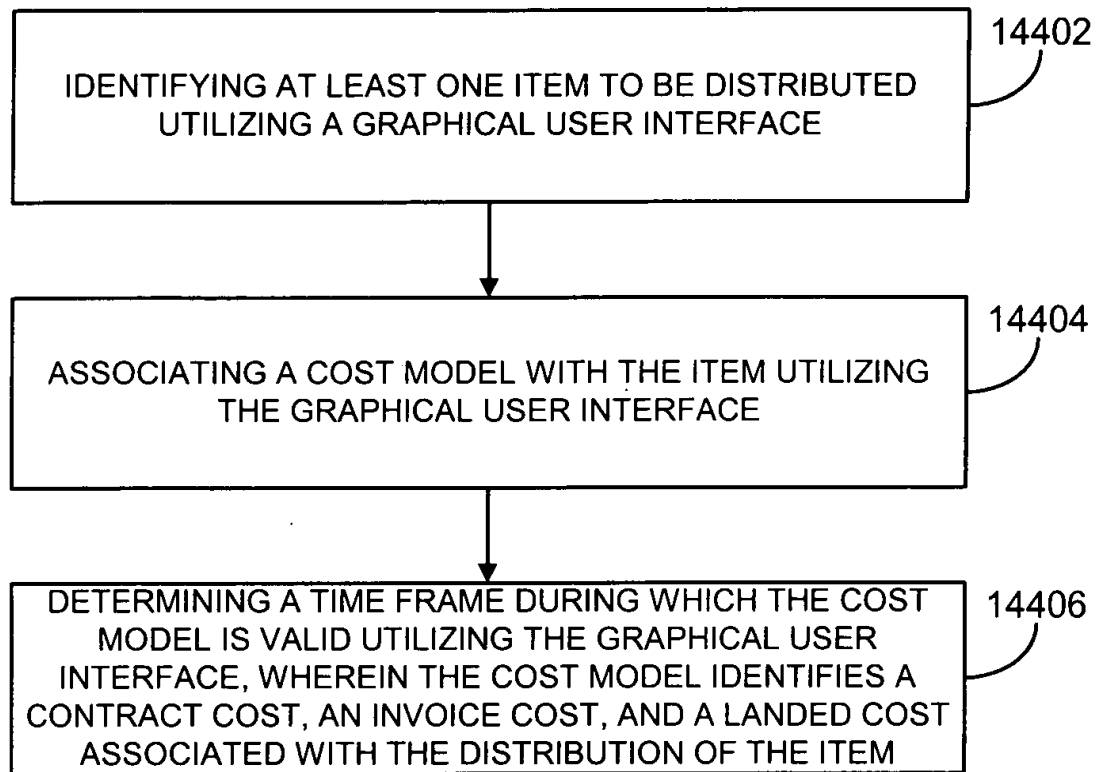 14402
IDENTIFYING AT LEAST ONE ITEM TO BE DISTRIBUTED
UTILIZING A GRAPHICAL USER INTERFACE
14404
ASSOCIATING A COST MODEL WITH THE ITEM UTILIZING
THE GRAPHICAL USER INTERFACE
14406
DETERMINING A TIME FRAME DURING WHICH THE COST
MODEL IS VALID UTILIZING THE GRAPHICAL USER
INTERFACE, WHEREIN THE COST MODEL IDENTIFIES A
CONTRACT COST, AN INVOICE COST, AND A LANDED COST
ASSOCIATED WITH THE DISTRIBUTION OF THE ITEM